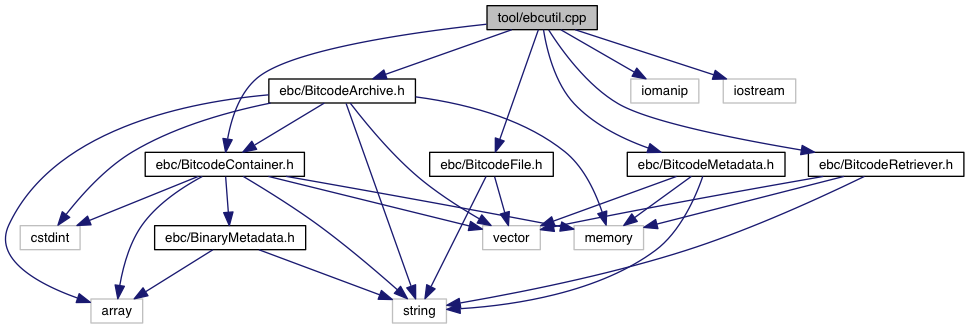 tool/ebcutil.cpp
ebc/BitcodeArchive.h
iomanip
iostream
ebc/BitcodeContainer.h
ebc/BitcodeFile.h
ebc/BitcodeMetadata.h
ebc/BitcodeRetriever.h
cstdint
ebc/BinaryMetadata.h
vector
memory
array
string